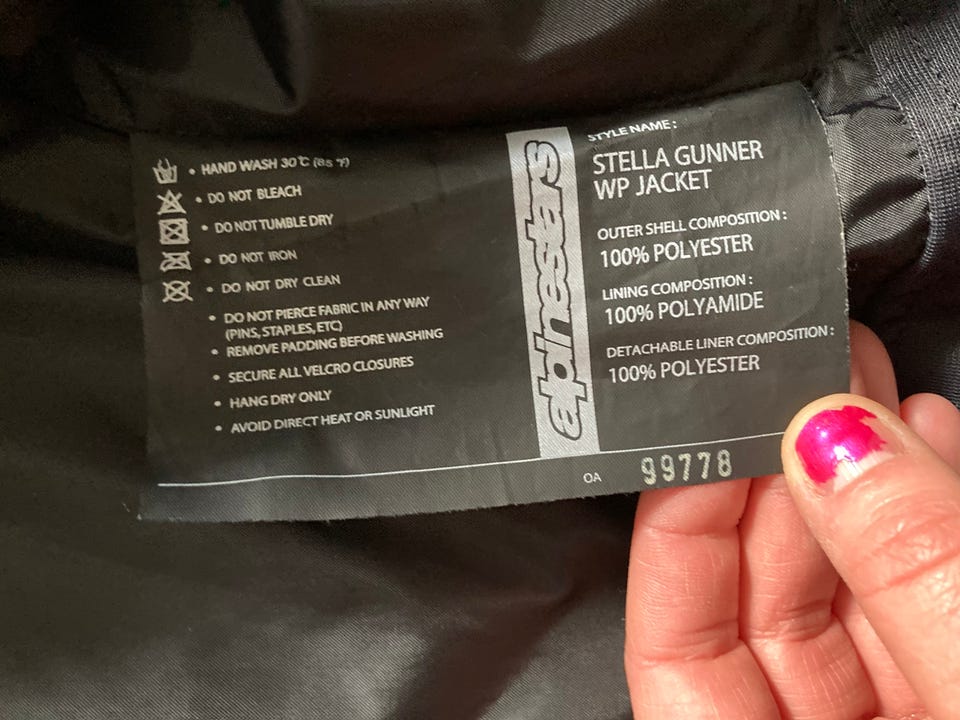 • HAND WASH 30℃ (85 ℉)
• DO NOT BLEACH
• DO NOT TUMBLE DRY
• DO NOT IRON
• DO NOT DRY CLEAN
• DO NOT PIERCE FABRIC IN ANY WAY
(PINS, STAPLES, ETC)
• REMOVE PADDING BEFORE WASHING
• SECURE ALL VELCRO CLOSURES
• HANG DRY ONLY
• AVOID DIRECT HEAT OR SUNLIGHT
alpinestars
STYLE NAME :
STELLA GUNNER
WP JACKET
OUTER SHELL COMPOSITION :
100% POLYESTER
LINING COMPOSITION :
100% POLYAMIDE
DETACHABLE LINER COMPOSITION :
100% POLYESTER
OA 99778